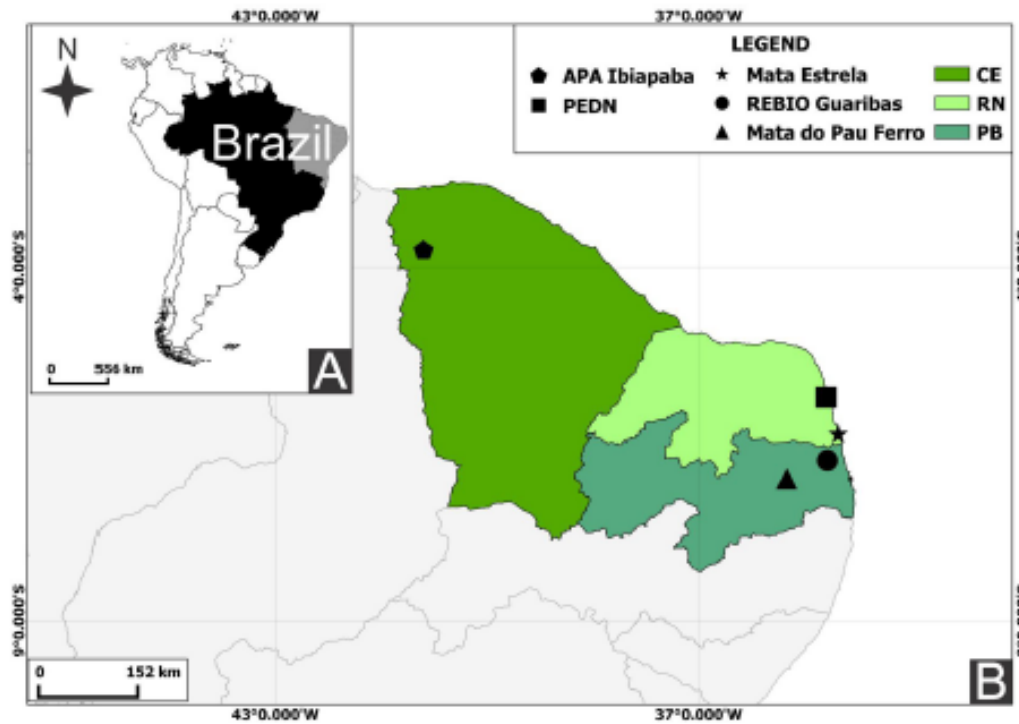 43°0.000'W 37°0.000'W
N
Brazil
0 556 km
A
LEGEND
APA Ibiapaba Mata Estrela CE
PEDN REBIO Guaribas RN
Mata do Pau Ferro PB
4°0.000'S
9°0.000'S
0 152 km
B
43°0.000'W 37°0.000'W